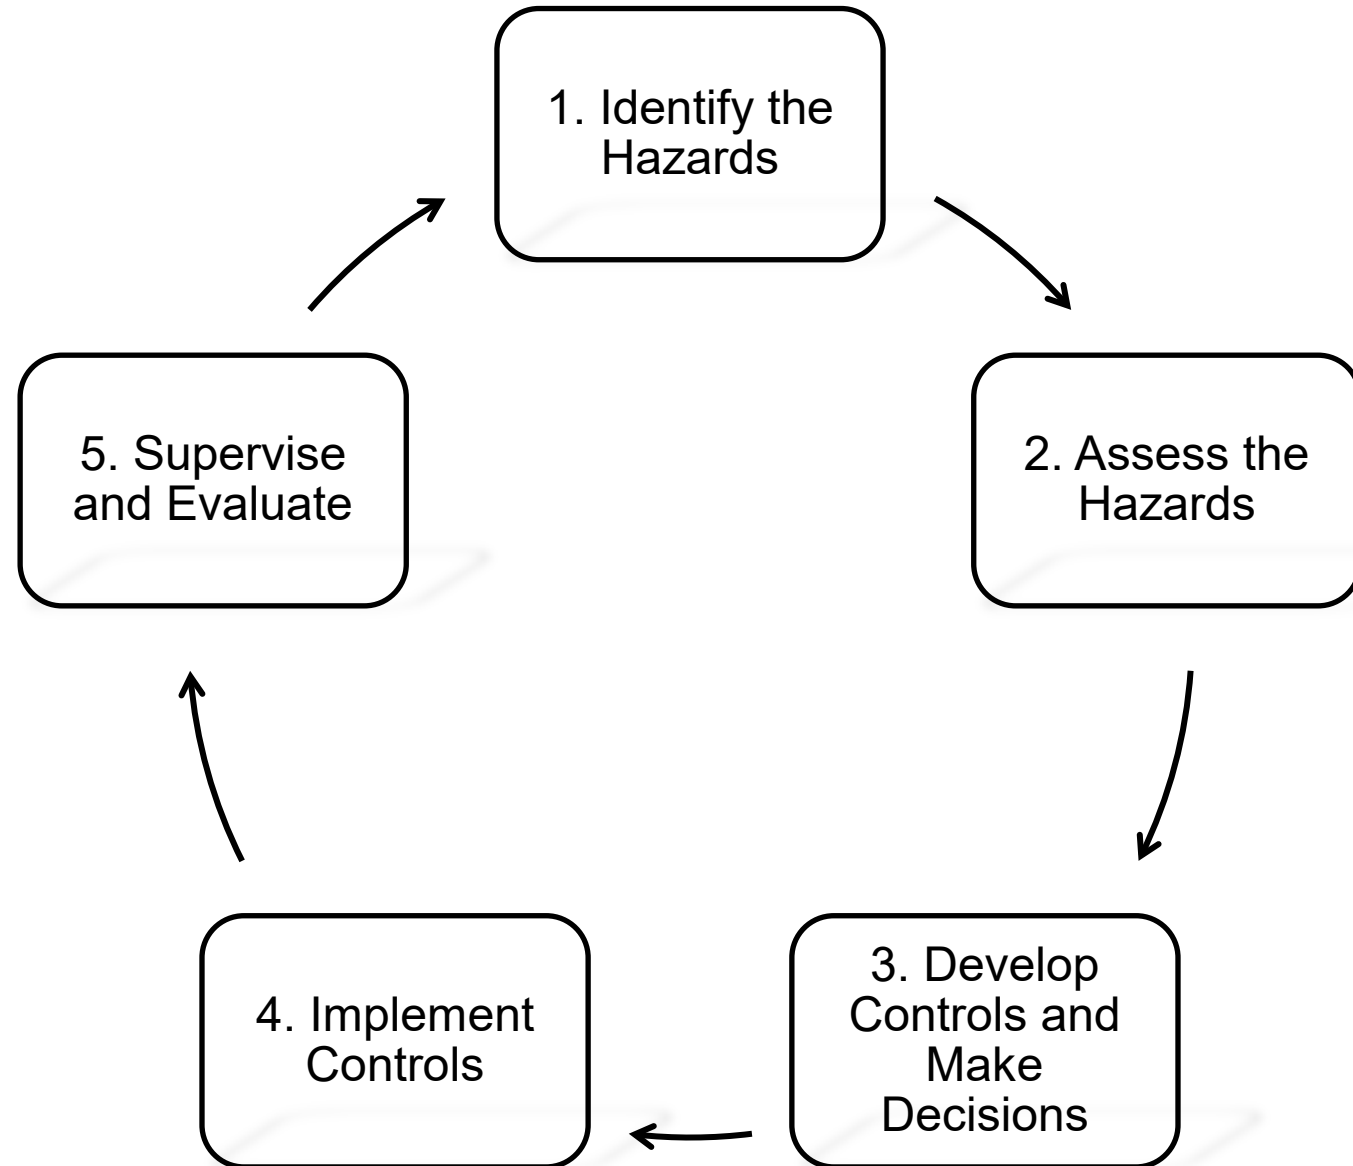 1. Identify the
Hazards
2. Assess the
Hazards
3. Develop
Controls and
Make
Decisions
4. Implement
Controls
5. Supervise
and Evaluate